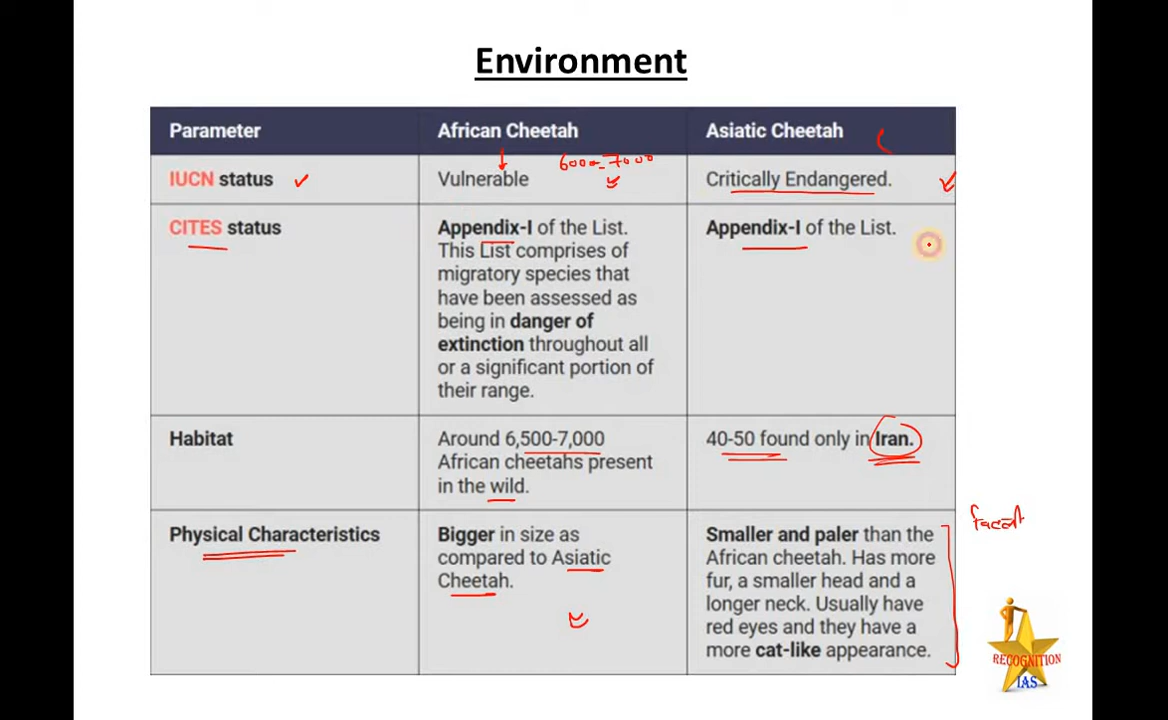 Environment
Parameter
African Cheetah
Asiatic Cheetah
6000-7000
IUCN status
Vulnerable
Critically Endangered.
CITES status
Appendix-I of the List.
This List comprises of
migratory species that
have been assessed as
being in danger of
extinction throughout all
or a significant portion of
their range.
Appendix-I of the List.
Habitat
Around 6,500-7,000
African cheetahs present
in the wild.
40-50 found only in Iran.
Physical Characteristics
Bigger in size as
compared to Asiatic
Cheetah.
Smaller and paler than the
African cheetah. Has more
fur, a smaller head and a
longer neck. Usually have
red eyes and they have a
more cat-like appearance.
RECOGNITION
IAS